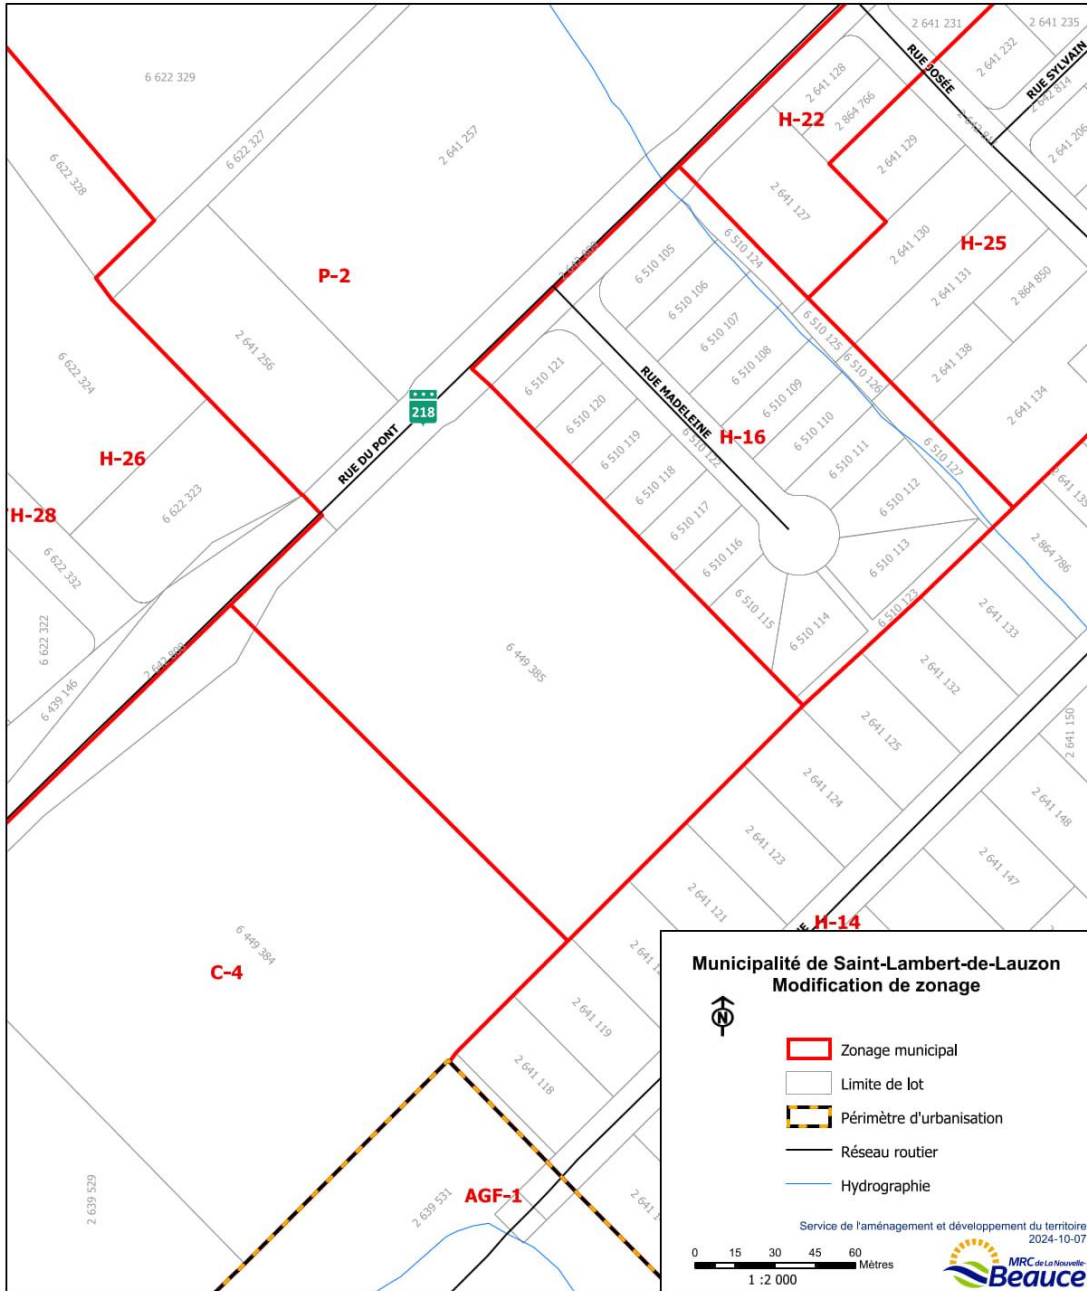 6 622 329
6 622 328
6 622 327
2 641 257
2 641 231
2 641 232
2 641 235
RUE JOSÉE
RUE SYLVAIN
2 642 814
2 641 206
2 641 128
2 864 766
H-22
2 641 129
2 641 127
2 641 130
H-25
2 641 131
2 864 850
2 641 138
2 641 134
P-2
2 641 256
6 510 105
6 510 124
6 510 106
6 510 107
6 510 125
6 510 108
6 510 126
6 510 109
6 510 110
6 510 111
6 510 127
6 510 112
6 510 113
RUE MADELEINE
H-16
6 510 121
6 510 120
6 510 119
6 510 122
6 510 118
6 510 117
6 510 116
6 510 115
6 510 114
6 510 123
218
RUE DU PONT
6 622 324
H-26
H-28
6 622 323
6 622 332
6 622 322
6 439 146
2 864 786
2 641 133
2 641 132
2 641 125
2 641 124
2 641 123
2 641 121
2 641 150
2 641 148
2 641 147
H-14
6 449 385
6 449 384
C-4
2 641 119
2 641 118
2 639 529
2 639 531
AGF-1
Municipalité de Saint-Lambert-de-Lauzon
Modification de zonage
N
Zonage municipal
Limite de lot
Périmètre d'urbanisation
Réseau routier
Hydrographie
Service de l'aménagement et développement du territoire
2024-10-07
0 15 30 45 60
Mètres
1 :2 000
MRC de La Nouvelle-
Beauce